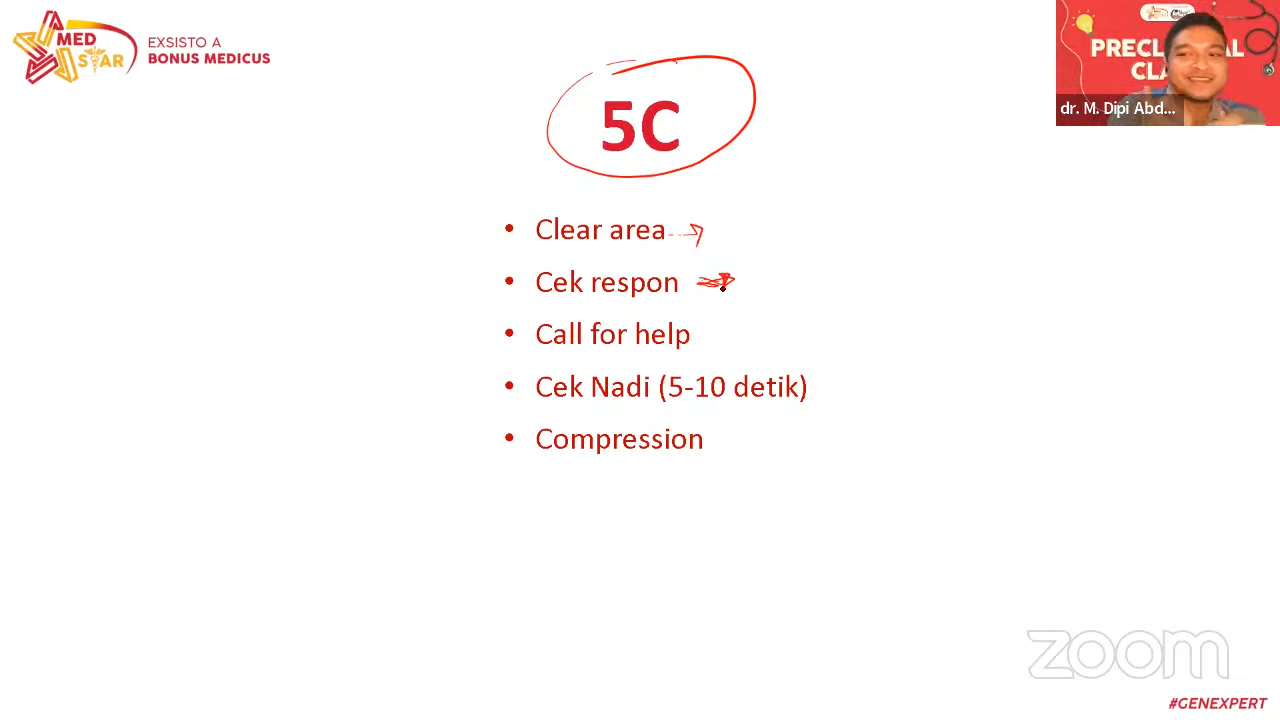 A
MED
STAR
EXSISTO A
BONUS MEDICUS
PRECL
AL
CLA
dr. M. Dipi Abd...
5C
• Clear area
• Cek respon
• Call for help
• Cek Nadi (5-10 detik)
• Compression
zoom
#GENEXPERT